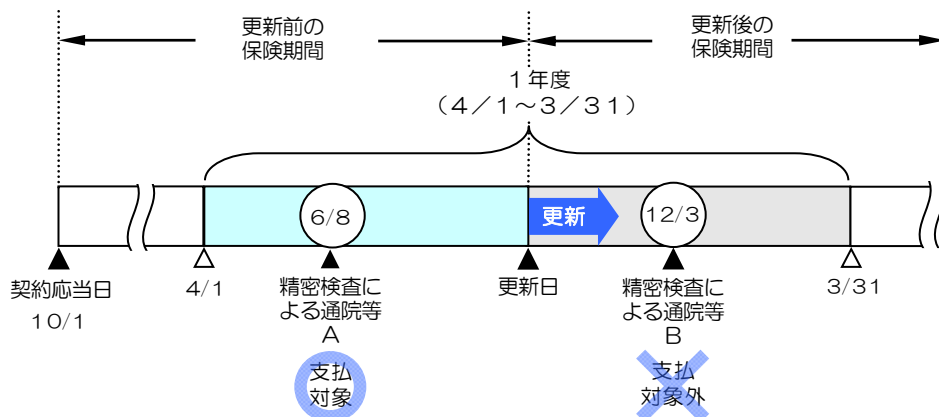 更新前の
保険期間
更新後の
保険期間
1年度
（4／1～3／31）
6/8
更新
12/3
契約応当日
10/1
4/1
精密検査に
よる通院等
A
支払
対象
更新日
精密検査に
よる通院等
B
支払
対象外
3/31